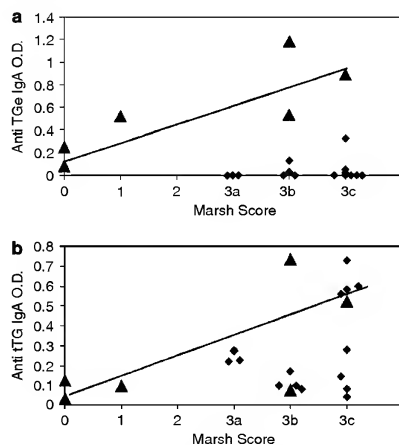 a
Anti TGe IgA O.D.
1.4
1.2
1
0.8
0.6
0.4
0.2
0
0 1 2 3a 3b 3c
Marsh Score
b
Anti tTG IgA O.D.
0.8
0.7
0.6
0.5
0.4
0.3
0.2
0.1
0
0 1 2 3a 3b 3c
Marsh Score